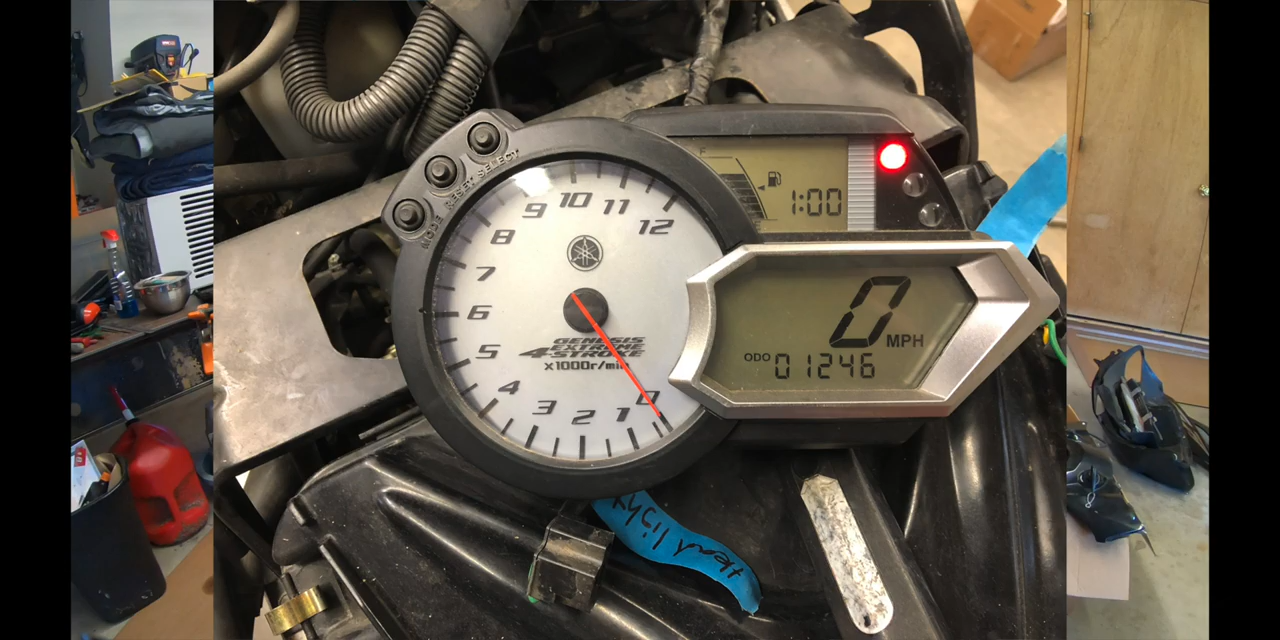 MODE RESET SELECT
F
1:00
12
11
10
9
8
7
6
5
4
3
2
1
0
GENESIS
EXTREME
4-STROKE
x1000r/min
0 MPH
ODO 01246
Head light